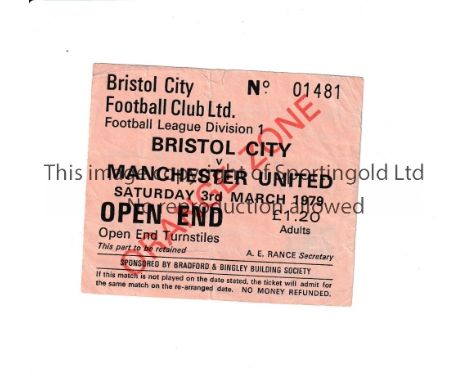 Bristol City Nº 01481
Football Club Ltd.
Football League Division 1
BRISTOL CITY
v
MANCHESTER UNITED
SATURDAY 3rd MARCH 1979
OPEN END £1.20
Open End Turnstiles Adults
This part to be retained A. E. RANCE Secretary
SPONSORED BY BRADFORD & BINGLEY BUILDING SOCIETY
If this match is not played on the date stated, the ticket will admit for
the same match on the re-arranged date. NO MONEY REFUNDED.
ORANGE ZONE
This image copyright of Sportingold Ltd
No reproduction allowed